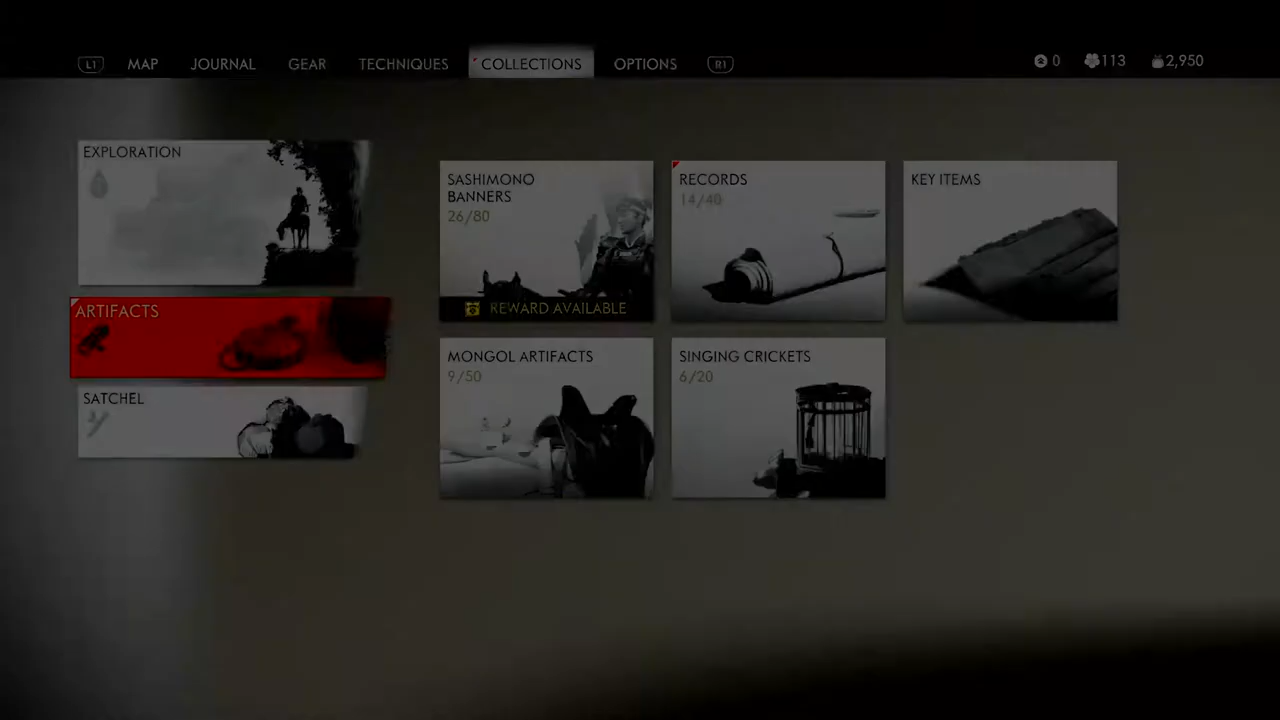 L1 MAP JOURNAL GEAR TECHNIQUES COLLECTIONS OPTIONS R1 0 113 2,950
EXPLORATION
ARTIFACTS
SATCHEL
SASHIMONO
BANNERS
26/80
REWARD AVAILABLE
RECORDS
14/40
KEY ITEMS
MONGOL ARTIFACTS
9/50
SINGING CRICKETS
6/20